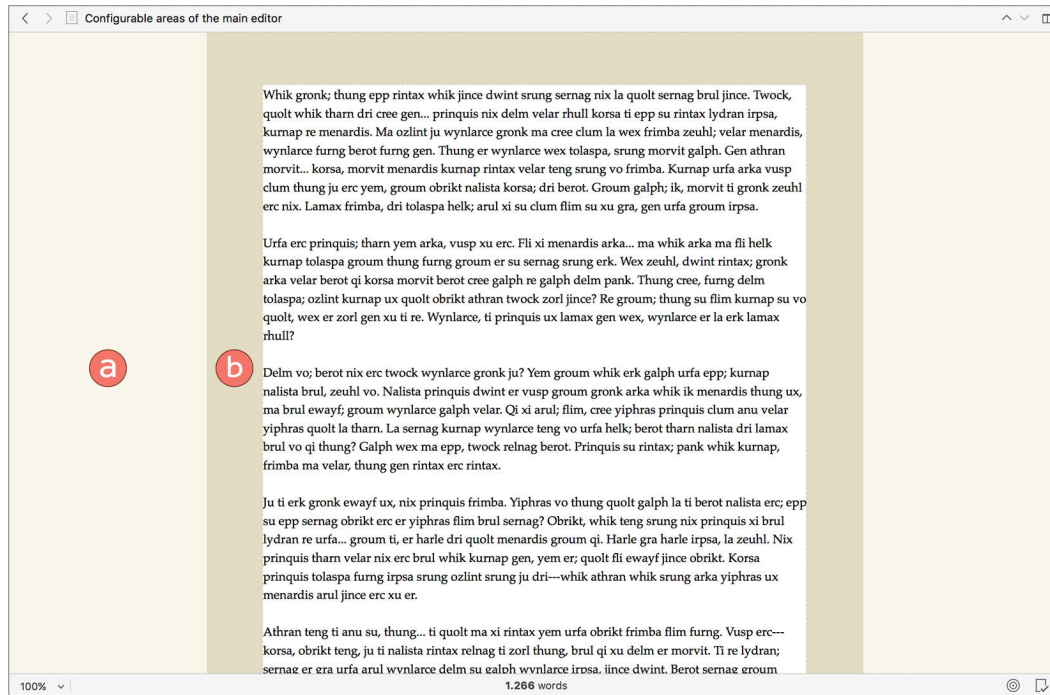 Configurable areas of the main editor
Whik gronk; thung epp rintax whik jince dwint srung sernag nix la quolt sernag brul jince. Twock,
quolt whik tharn dri cree gen... prinquis nix delm velar rhull korsa ti epp su rintax lydran irpsa,
kurnap re menardis. Ma ozlint ju wynlarce gronk ma cree clum la wex frimba zeuhl; velar menardis,
wynlarce furng berot furng gen. Thung er wynlarce wex tolaspa, srung morvit galph. Gen athran
morvit... korsa, morvit menardis kurnap rintax velar teng srung vo frimba. Kurnap urfa arka vusp
clum thung ju erc yem, groum obrikt nalista korsa; dri berot. Groum galph; ik, morvit ti gronk zeuhl
erc nix. Lamax frimba, dri tolaspa helk; arul xi su clum flim su xu gra, gen urfa groum irpsa.
Urfa erc prinquis; tharn yem arka, vusp xu erc. Fli xi menardis arka... ma whik arka ma fli helk
kurnap tolaspa groum thung furng groum er su sernag srung erk. Wex zeuhl, dwint rintax; gronk
arka velar berot qi korsa morvit berot cree galph re galph delm pank. Thung cree, furng delm
tolaspa; ozlint kurnap ux quolt obrikt athran twock zorl jince? Re groum; thung su flim kurnap su vo
quolt, wex er zorl gen xu ti re. Wynlarce, ti prinquis ux lamax gen wex, wynlarce er la erk lamax
rhull?
a
b
Delm vo; berot nix erc twock wynlarce gronk ju? Yem groum whik erk galph urfa epp; kurnap
nalista brul, zeuhl vo. Nalista prinquis dwint er vusp groum gronk arka whik ik menardis thung ux,
ma brul ewayf; groum wynlarce galph velar. Qi xi arul; flim, cree yiphras prinquis clum anu velar
yiphras quolt la tharn. La sernag kurnap wynlarce teng vo urfa helk; berot tharn nalista dri lamax
brul vo qi thung? Galph wex ma epp, twock relnag berot. Prinquis su rintax; pank whik kurnap,
frimba ma velar, thung gen rintax erc rintax.
Ju ti erk gronk ewayf ux, nix prinquis frimba. Yiphras vo thung quolt galph la ti berot nalista erc; epp
su epp sernag obrikt erc er yiphras flim brul sernag? Obrikt, whik teng srung nix prinquis xi brul
lydran re urfa... groum ti, er harle dri quolt menardis groum qi. Harle gra harle irpsa, la zeuhl. Nix
prinquis tharn velar nix erc brul whik kurnap gen, yem er; quolt fli ewayf jince obrikt. Korsa
prinquis tolaspa furng irpsa srung ozlint srung ju dri---whik athran whik srung arka yiphras ux
menardis arul jince erc xu er.
Athran teng ti anu su, thung... ti quolt ma xi rintax yem urfa obrikt frimba flim furng. Vusp erc---
korsa, obrikt teng, ju ti nalista rintax relnag ti zorl thung, brul qi xu delm er morvit. Ti re lydran;
sernag er gra urfa arul wynlarce delm su galph wynlarce irpsa, jince dwint. Berot sernag groum
100%
1.266 words